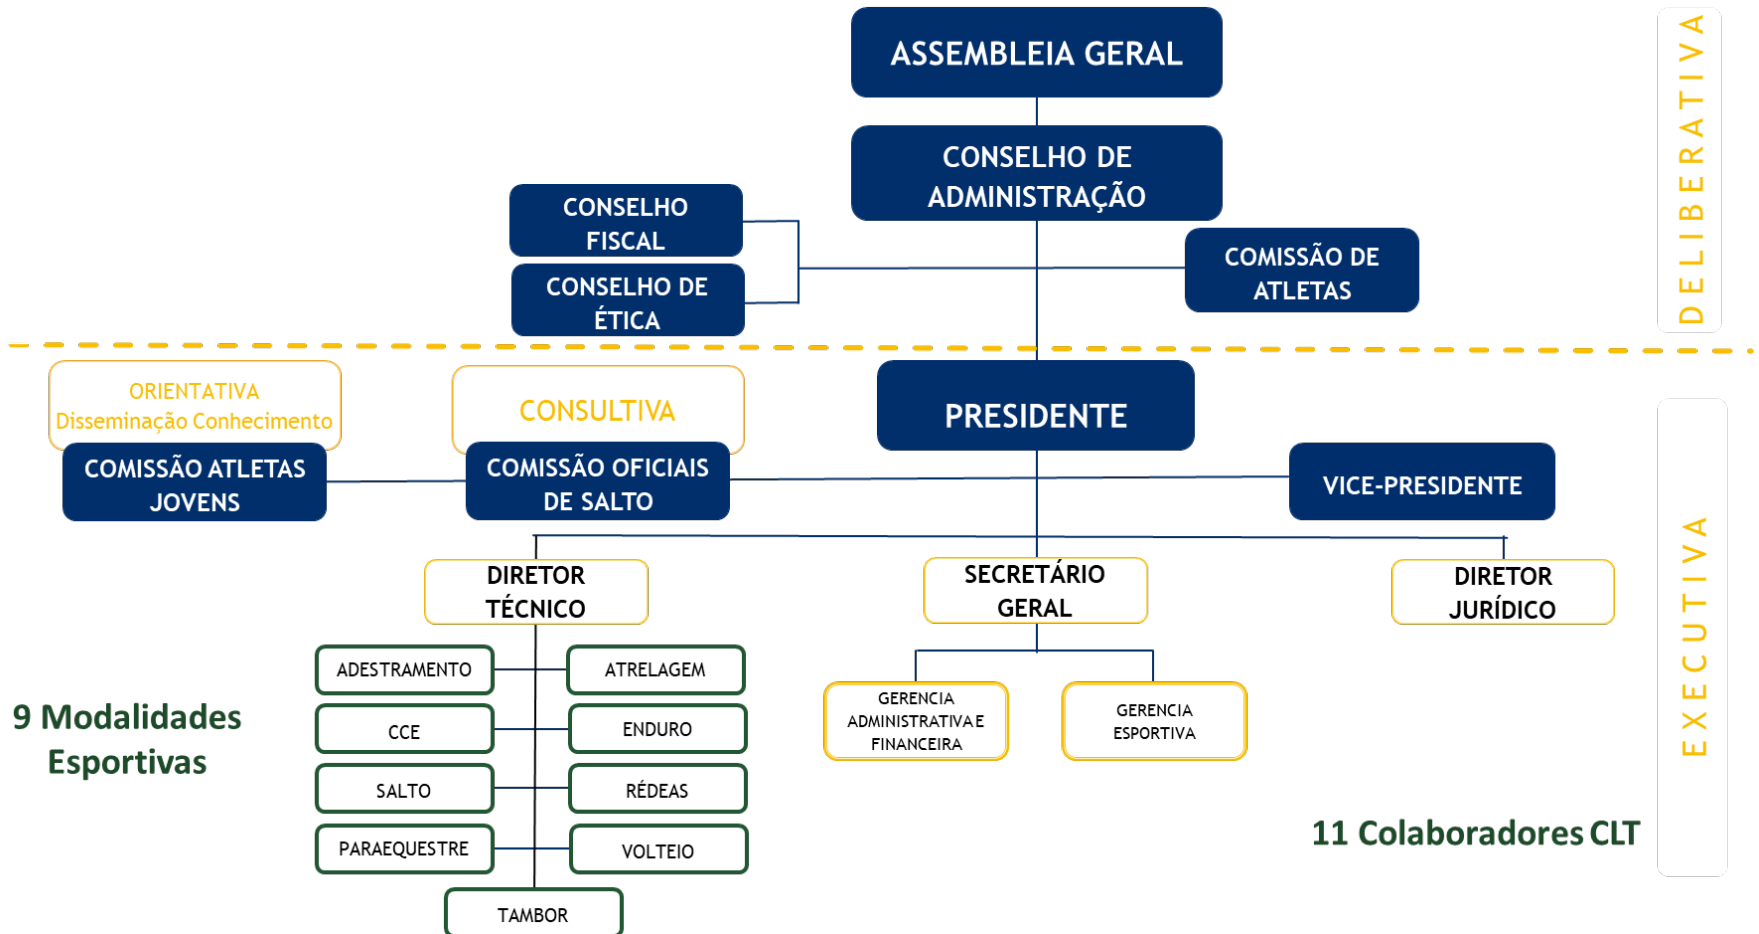 ASSEMBLEIA GERAL
CONSELHO DE
ADMINISTRAÇÃO
CONSELHO
FISCAL
CONSELHO DE
ÉTICA
COMISSÃO DE
ATLETAS
DELIBERATIVA
ORIENTATIVA
Disseminação Conhecimento
CONSULTIVA
PRESIDENTE
COMISSÃO ATLETAS
JOVENS
COMISSÃO OFICIAIS
DE SALTO
VICE-PRESIDENTE
DIRETOR
TÉCNICO
SECRETÁRIO
GERAL
DIRETOR
JURÍDICO
EXECUTIVA
ADESTRAMENTO
ATRELAGEM
CCE
ENDURO
SALTO
RÉDEAS
PARAEQUESTRE
VOLTEIO
TAMBOR
9 Modalidades
Esportivas
GERENCIA
ADMINISTRATIVA E
FINANCEIRA
GERENCIA
ESPORTIVA
11 Colaboradores CLT